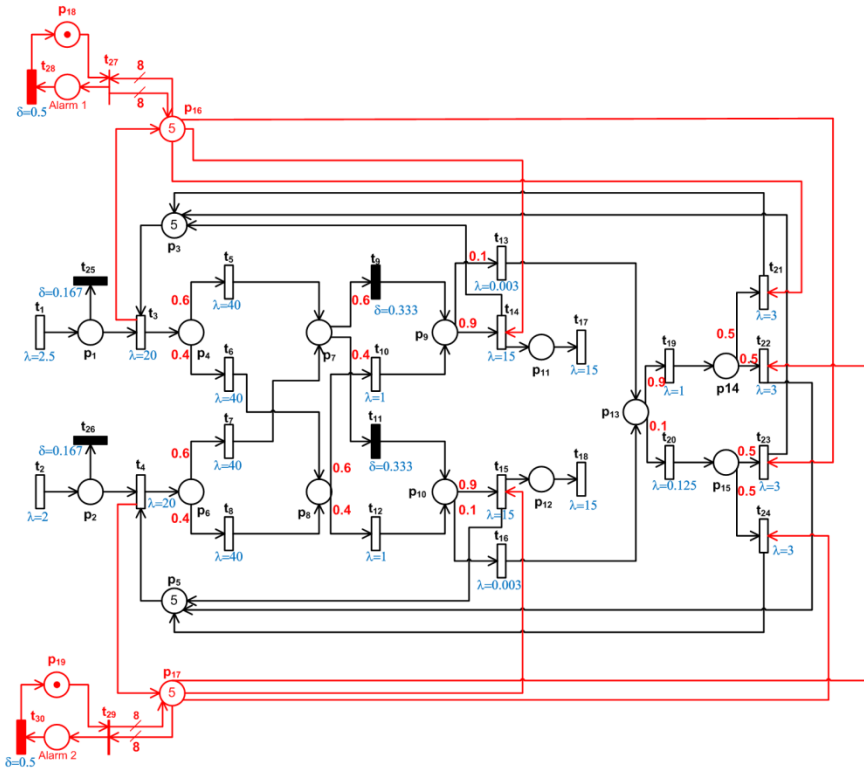 p18
t28
t27
8
8
Alarm 1
δ=0.5
p16
5
5
p3
t25
δ=0.167
t1
λ=2.5
p1
t3
λ=20
0.6
0.4
p4
t5
λ=40
t6
λ=40
p7
t9
0.6
δ=0.333
0.4
t10
λ=1
0.1
t13
λ=0.003
p9
0.9
t14
λ=15
p11
t17
λ=15
t21
λ=3
0.5
t22
0.5
λ=3
p14
t19
0.9
λ=1
p13
0.1
t20
λ=0.125
p15
t23
0.5
λ=3
0.5
t24
λ=3
t26
δ=0.167
t2
λ=2
p2
t4
λ=20
0.6
0.4
p6
t7
λ=40
t8
λ=40
p8
0.6
0.4
t11
δ=0.333
t12
λ=1
p10
0.9
0.1
t15
λ=15
p12
t18
λ=15
t16
λ=0.003
p5
5
p19
t30
t29
8
8
Alarm 2
δ=0.5
p17
5